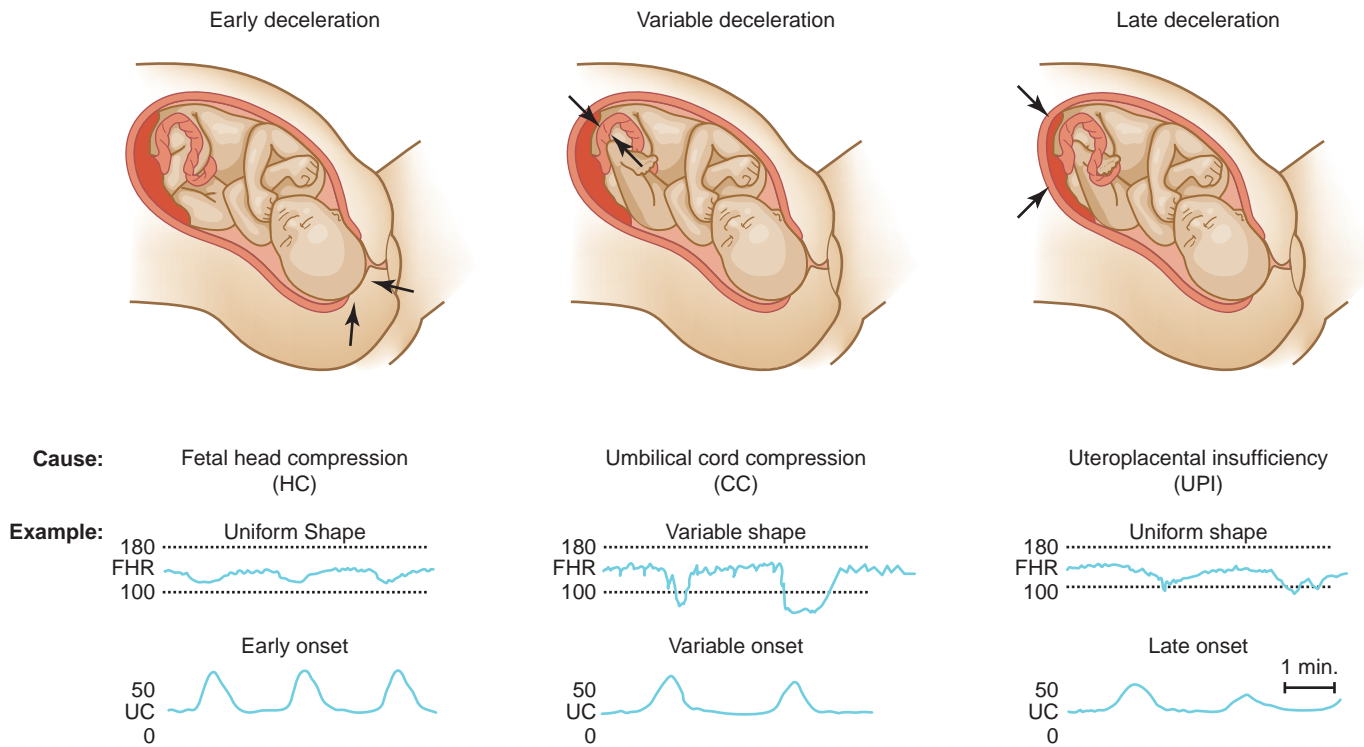 Early deceleration
Variable deceleration
Late deceleration
Cause:
Fetal head compression
(HC)
Umbilical cord compression
(CC)
Uteroplacental insufficiency
(UPI)
Example:
Uniform Shape
180
FHR
100
Variable shape
180
FHR
100
Uniform shape
180
FHR
100
Early onset
50
UC
0
Variable onset
50
UC
0
Late onset
1 min.
50
UC
0